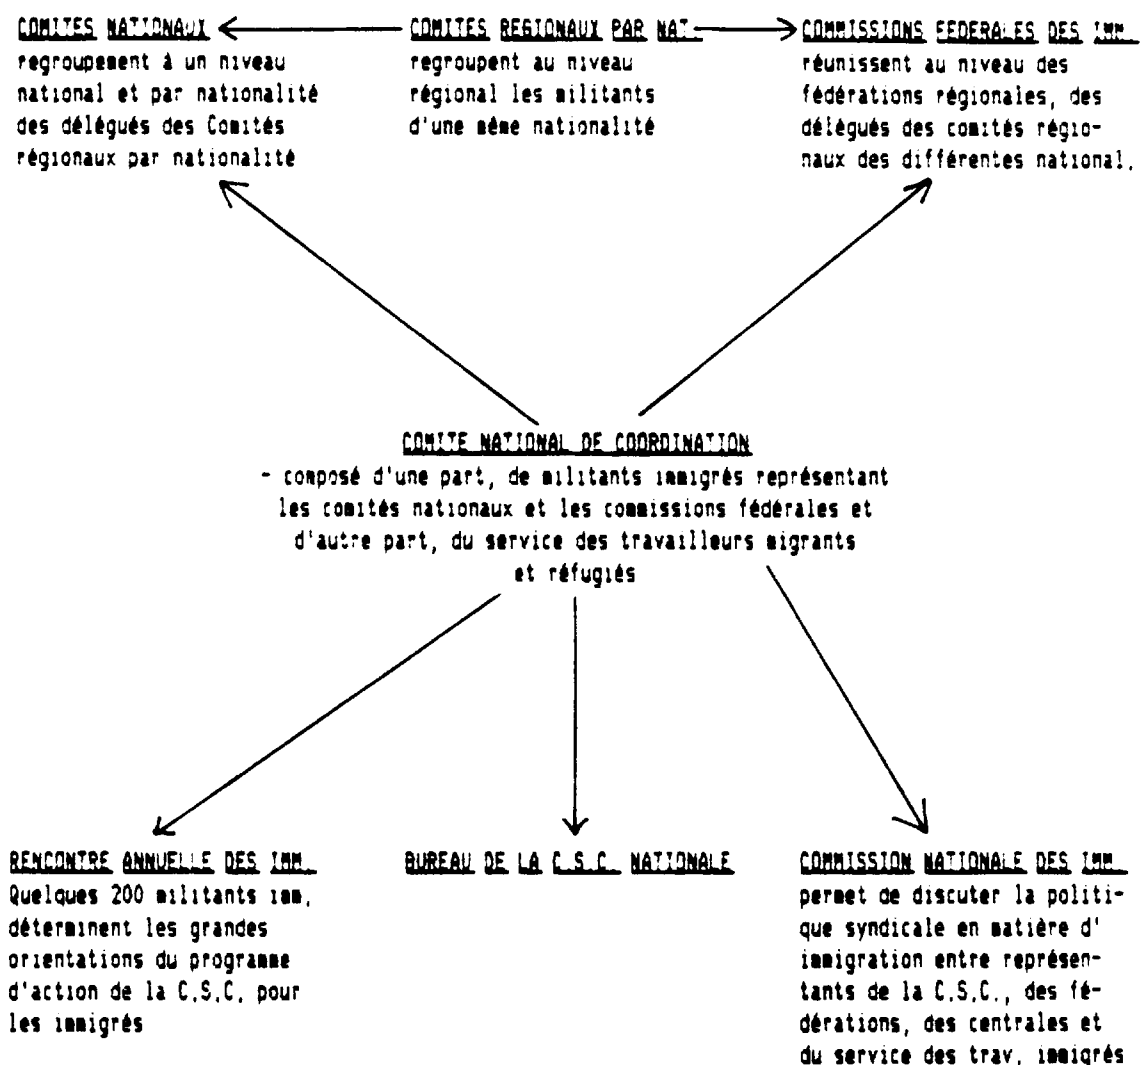 COMITES NATIONAUX
regroupement à un niveau
national et par nationalité
des délégués des Comités
régionaux par nationalité
COMITES REGIONAUX PAR NAT.
regroupent au niveau
régional les militants
d'une même nationalité
COMMISSIONS FEDERALES DES IMM.
réunissent au niveau des
fédérations régionales, des
délégués des comités régio-
naux des différentes national.
COMITE NATIONAL DE COORDINATION
- composé d'une part, de militants immigrés représentant
les comités nationaux et les commissions fédérales et
d'autre part, du service des travailleurs migrants
et réfugiés
RENCONTRE ANNUELLE DES IMM.
Quelques 200 militants imm.
déterminent les grandes
orientations du programme
d'action de la C.S.C. pour
les immigrés
BUREAU DE LA C.S.C. NATIONALE
COMMISSION NATIONALE DES IMM.
permet de discuter la politi-
que syndicale en matière d'
immigration entre représen-
tants de la C.S.C., des fé-
dérations, des centrales et
du service des trav. immigrés